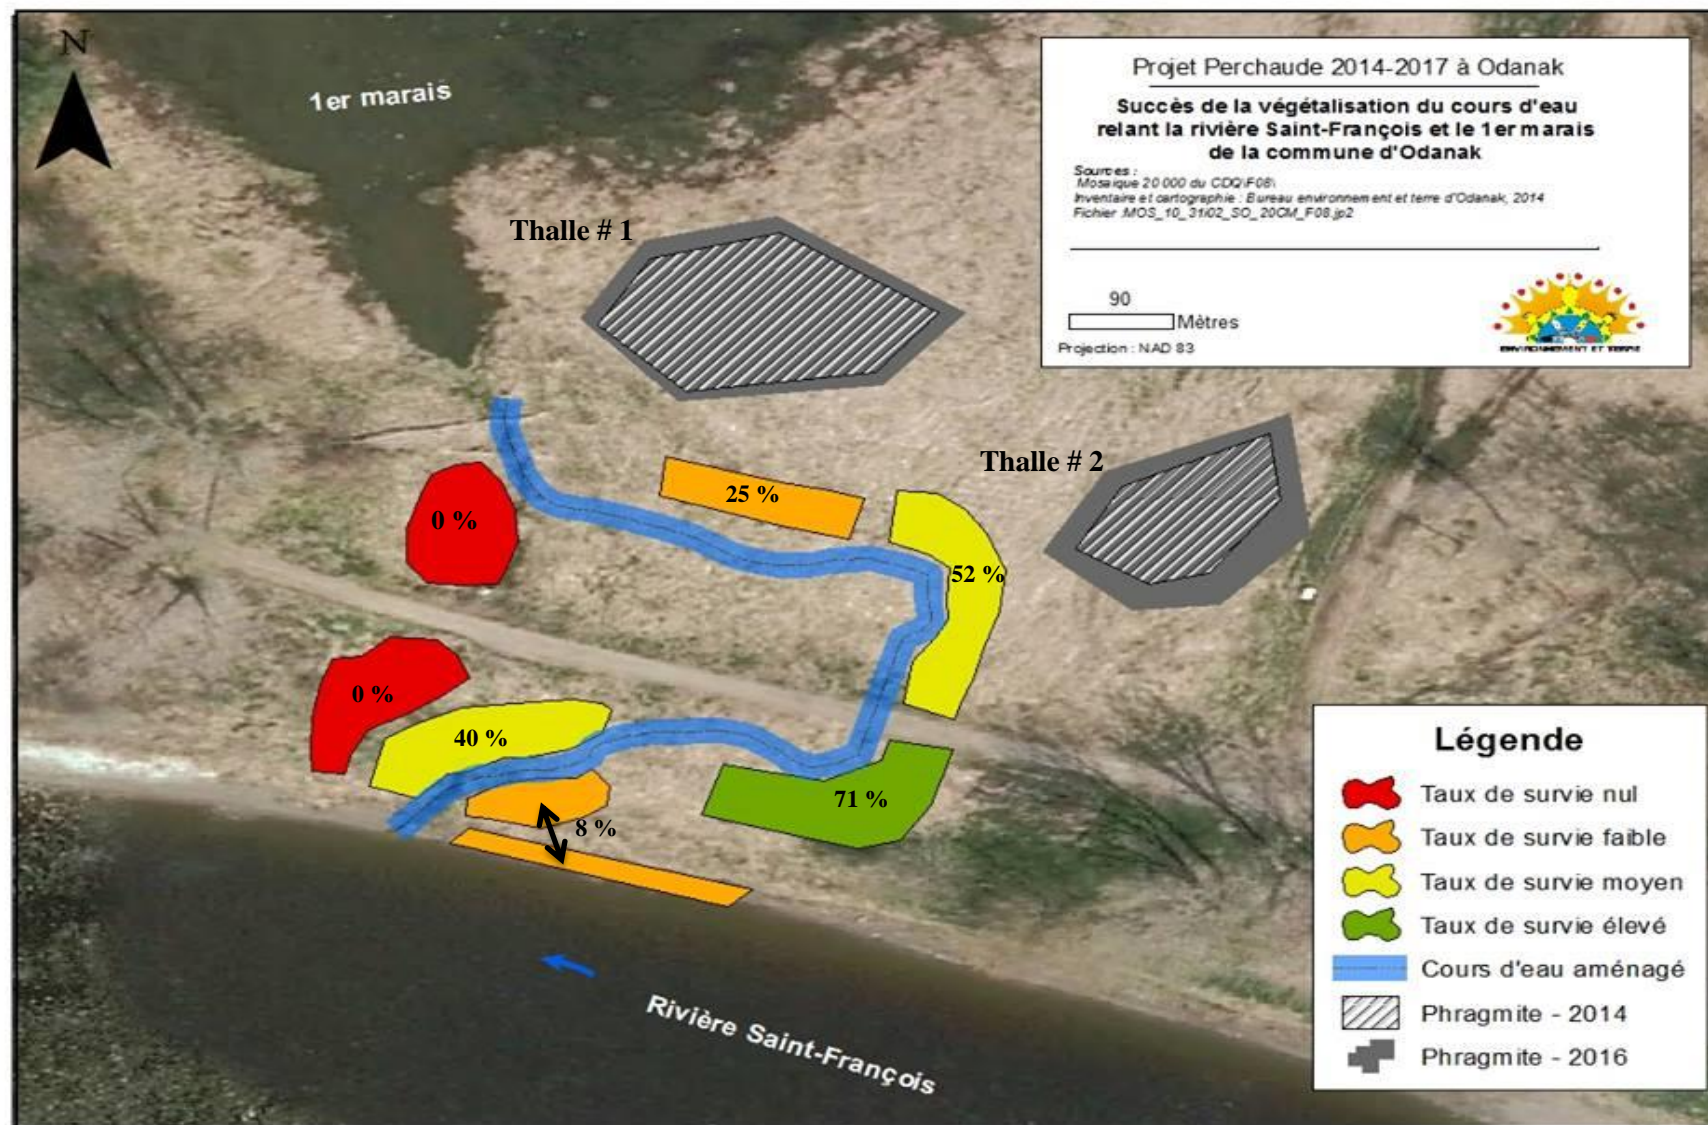 N
1er marais
Projet Perchaude 2014-2017 à Odanak
Succès de la végétalisation du cours d'eau
relant la rivière Saint-François et le 1er marais
de la commune d'Odanak
Sources :
Mosaique 20 000 du CDQ\F08\
Inventaire et cartographie : Bureau environnement et terre d'Odanak, 2014
Fichier :MOS_10_31i02_SO_20CM_F08.jp2
90
Mètres
Projection : NAD 83
ENVIRONNEMENT ET TERRE
Thalle # 1
Thalle # 2
25 %
0 %
52 %
0 %
40 %
71 %
8 %
Rivière Saint-François
Légende
Taux de survie nul
Taux de survie faible
Taux de survie moyen
Taux de survie élevé
Cours d'eau aménagé
Phragmite - 2014
Phragmite - 2016